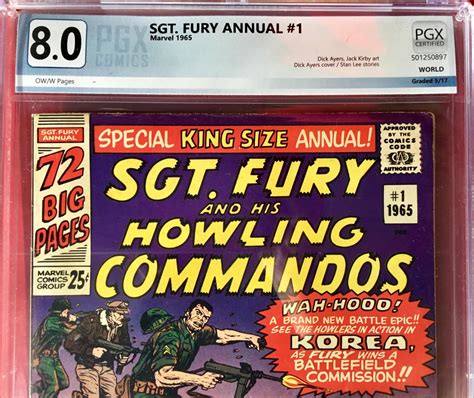 8.0
PGX
COMICS
OW/W Pages
SGT. FURY ANNUAL #1
Marvel 1965
Dick Ayers, Jack Kirby art
Dick Ayers cover / Stan Lee stories
PGX
CERTIFIED
501250897
WORLD
Graded 5/17
SGT. FURY ANNUAL
72
BIG
PAGES
MARVEL
COMICS
GROUP
25¢
SPECIAL KING SIZE ANNUAL!
SGT. FURY
AND HIS
HOWLING
COMMANDOS
APPROVED
BY THE
COMICS
CODE
AUTHORITY
#1
1965
WAH-HOOO!
A BRAND NEW BATTLE EPIC!!
SEE THE HOWLERS IN ACTION IN
KOREA,
AS FURY WINS A
BATTLEFIELD
COMMISSION!!